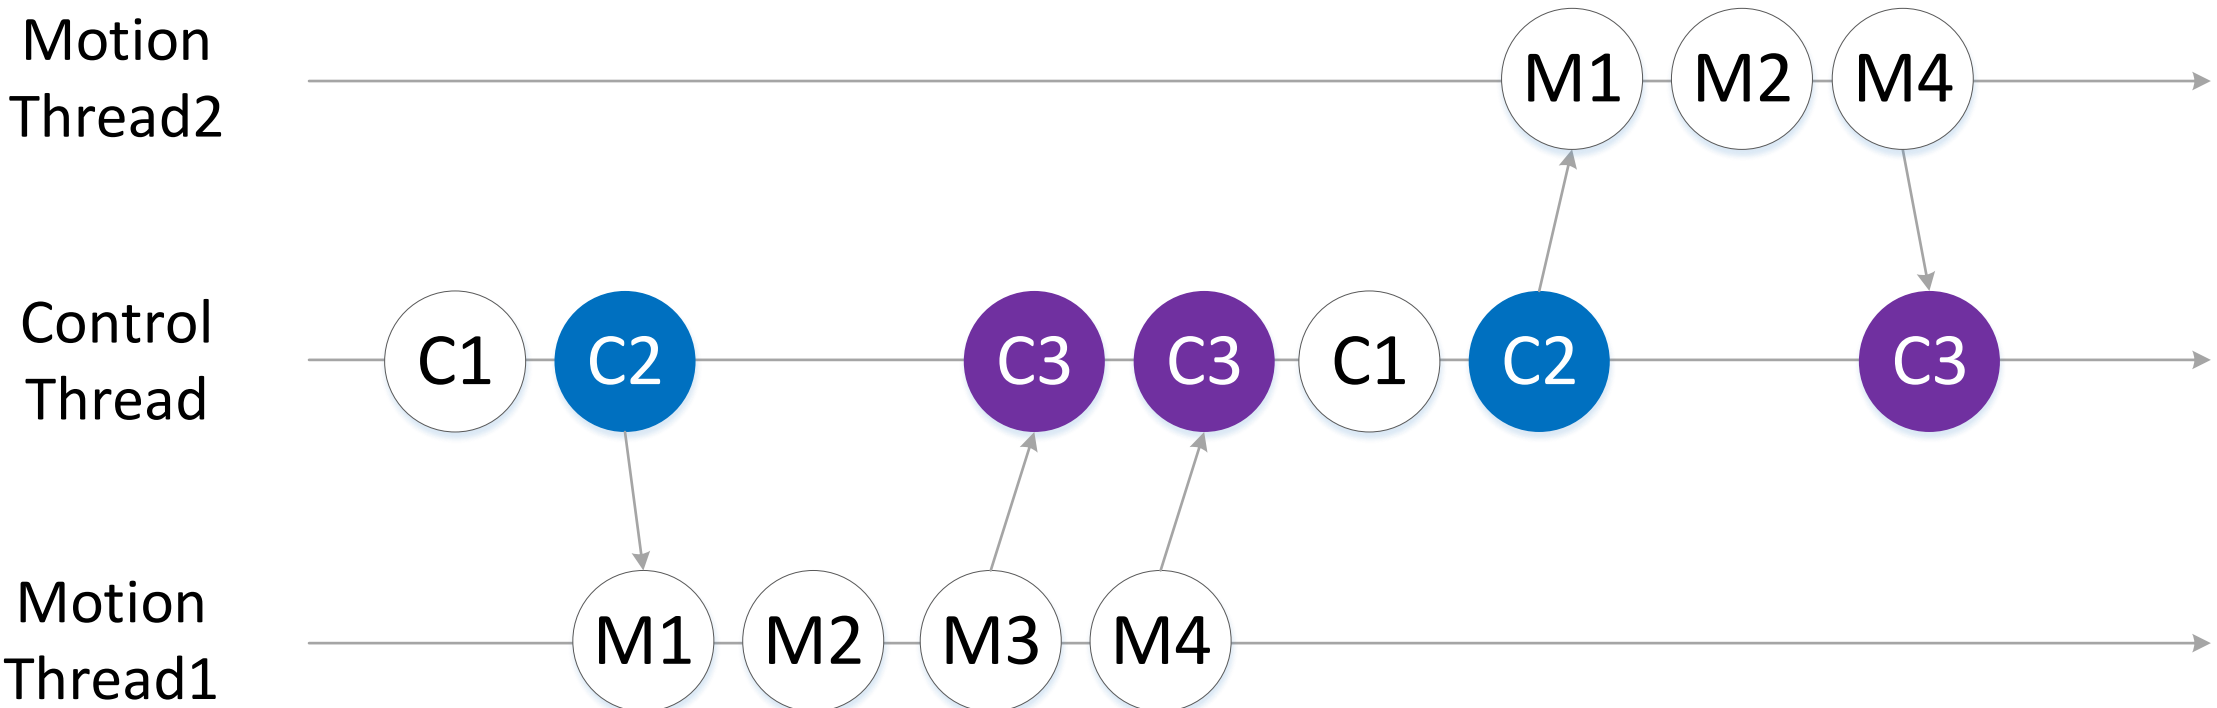 Motion
Thread2
M1 M2 M4
Control
Thread
C1 C2 C3 C3 C1 C2 C3
Motion
Thread1
M1 M2 M3 M4